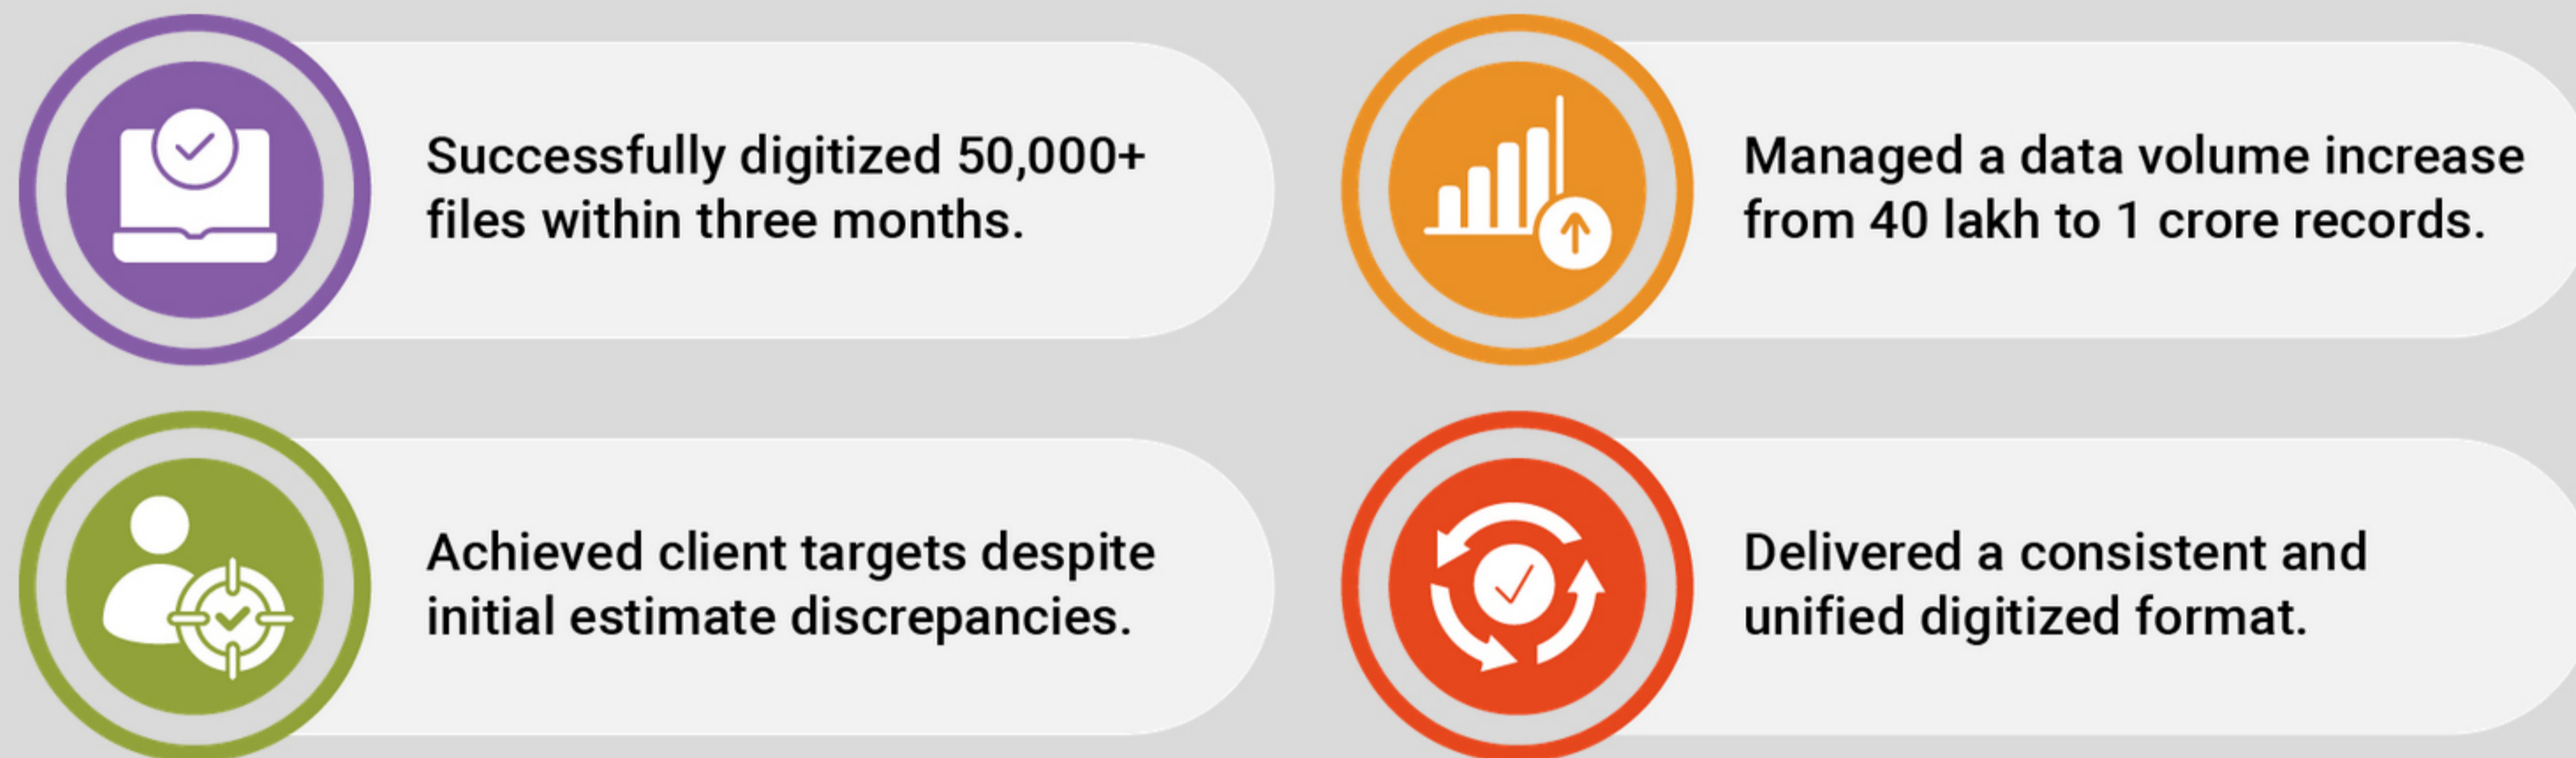 Successfully digitized 50,000+
files within three months.
Managed a data volume increase
from 40 lakh to 1 crore records.
Achieved client targets despite
initial estimate discrepancies.
Delivered a consistent and
unified digitized format.